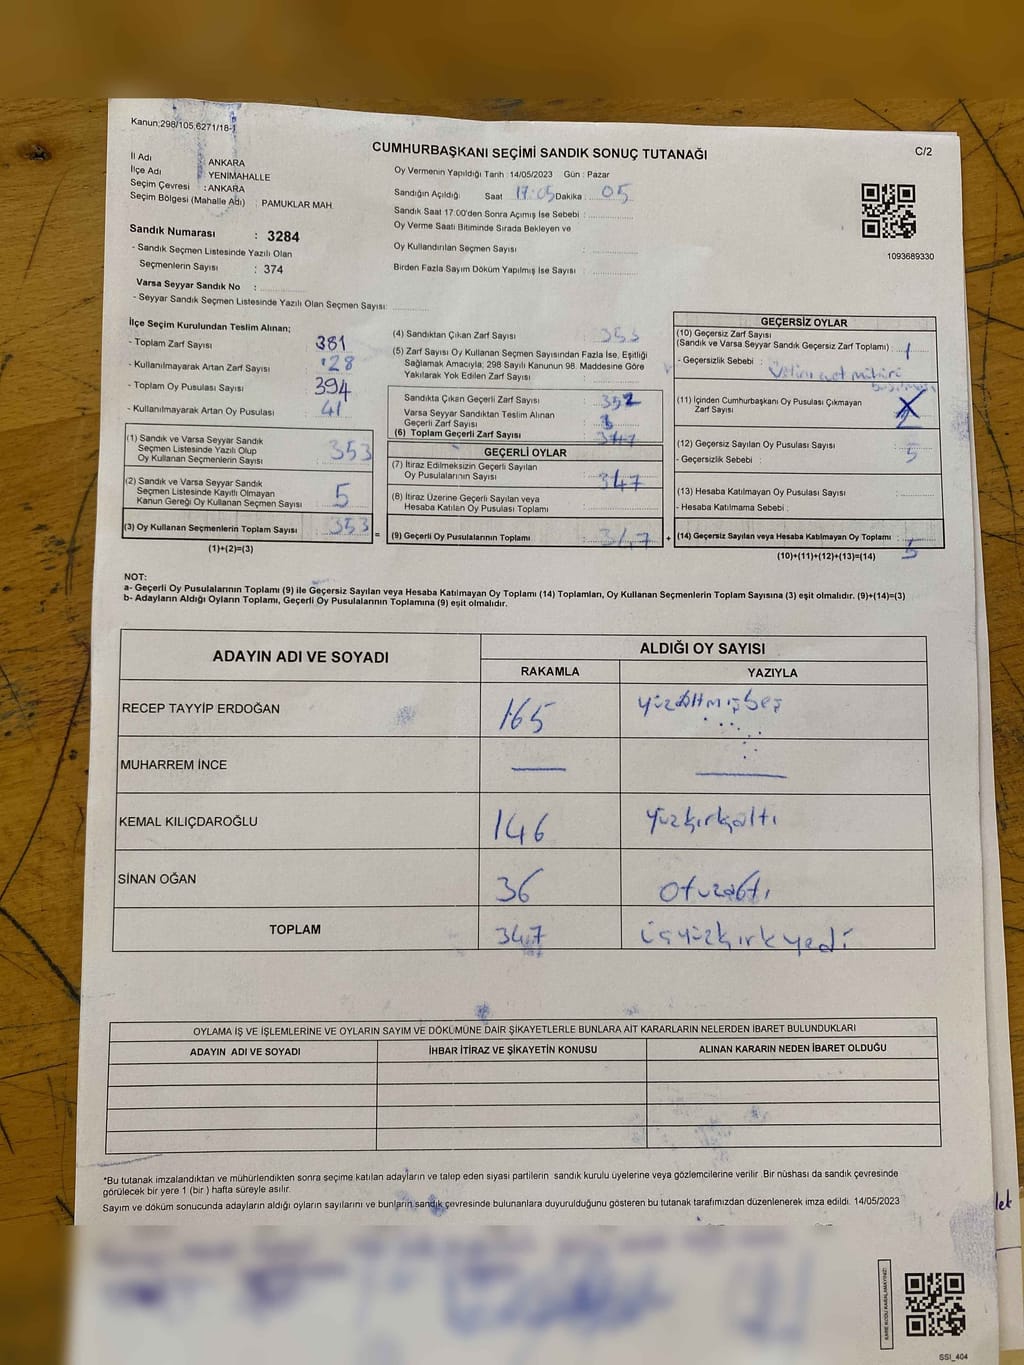 Kanun;298/105,6271/18-1
CUMHURBAŞKANI SEÇİMİ SANDIK SONUÇ TUTANAĞI
C/2
İl Adı : ANKARA
İlçe Adı : YENİMAHALLE
Seçim Çevresi : ANKARA
Seçim Bölgesi (Mahalle Adı) : PAMUKLAR MAH.
Sandık Numarası : 3284
- Sandık Seçmen Listesinde Yazılı Olan
Seçmenlerin Sayısı : 374
Varsa Seyyar Sandık No :
- Seyyar Sandık Seçmen Listesinde Yazılı Olan Seçmen Sayısı:
Oy Vermenin Yapıldığı Tarih : 14/05/2023 Gün : Pazar
Sandığın Açıldığı Saat 17:05 Dakika : 05
Sandık Saat 17.00'den Sonra Açımış İse Sebebi :
Oy Verme Saati Bitiminde Sırada Bekleyen ve
Oy Kullandırılan Seçmen Sayısı :
Birden Fazla Sayım Döküm Yapılmış İse Sayısı :
1093689330
İlçe Seçim Kurulundan Teslim Alınan;
- Toplam Zarf Sayısı : 381
- Kullanılmayarak Artan Zarf Sayısı : 28
- Toplam Oy Pusulası Sayısı : 394
- Kullanılmayarak Artan Oy Pusulası : 41
(1) Sandık ve Varsa Seyyar Sandık
Seçmen Listesinde Yazılı Olup
Oy Kullanan Seçmenlerin Sayısı : 353
(2) Sandık ve Varsa Seyyar Sandık
Seçmen Listesinde Kayıtlı Olmayan
Kanun Gereği Oy Kullanan Seçmen Sayısı : 5
(3) Oy Kullanan Seçmenlerin Toplam Sayısı : 353
(1)+(2)=(3)
(4) Sandıktan Çıkan Zarf Sayısı : 353
(5) Zarf Sayısı Oy Kullanan Seçmen Sayısından Fazla İse, Eşitliği
Sağlamak Amacıyla; 298 Sayılı Kanunun 98. Maddesine Göre
Yakılarak Yok Edilen Zarf Sayısı :
Sandıkta Çıkan Geçerli Zarf Sayısı : 352
Varsa Seyyar Sandıktan Teslim Alınan
Geçerli Zarf Sayısı :
(6) Toplam Geçerli Zarf Sayısı : 347
GEÇERLİ OYLAR
(7) İtiraz Edilmeksizin Geçerli Sayılan
Oy Pusulalarının Sayısı : 347
(8) İtiraz Üzerine Geçerli Sayılan veya
Hesaba Katılan Oy Pusulası Toplamı :
= (9) Geçerli Oy Pusulalarının Toplamı : 347 +
GEÇERSİZ OYLAR
(10) Geçersiz Zarf Sayısı
(Sandık ve Varsa Seyyar Sandık Geçersiz Zarf Toplamı) : 1
- Geçersizlik Sebebi :
(11) İçinden Cumhurbaşkanı Oy Pusulası Çıkmayan
Zarf Sayısı
(12) Geçersiz Sayılan Oy Pusulası Sayısı : 5
- Geçersizlik Sebebi :
(13) Hesaba Katılmayan Oy Pusulası Sayısı :
- Hesaba Katılmama Sebebi :
(14) Geçersiz Sayılan veya Hesaba Katılmayan Oy Toplamı : 5
(10)+(11)+(12)+(13)=(14)
NOT:
a- Geçerli Oy Pusulalarının Toplamı (9) ile Geçersiz Sayılan veya Hesaba Katılmayan Oy Toplamı (14) Toplamları, Oy Kullanan Seçmenlerin Toplam Sayısına (3) eşit olmalıdır. (9)+(14)=(3)
b- Adayların Aldığı Oyların Toplamı, Geçerli Oy Pusulalarının Toplamına (9) eşit olmalıdır.
ADAYIN ADI VE SOYADI
ALDIĞI OY SAYISI
RAKAMLA YAZIYLA
RECEP TAYYİP ERDOĞAN 165 yüzaltmışbeş
MUHARREM İNCE — —
KEMAL KILIÇDAROĞLU 146 yüzkırkaltı
SİNAN OĞAN 36 otuzaltı
TOPLAM 347 üçyüzkırkyedi
OYLAMA İŞ VE İŞLEMLERİNE VE OYLARIN SAYIM VE DÖKÜMÜNE DAİR ŞİKAYETLERLE BUNLARA AİT KARARLARIN NELERDEN İBARET BULUNDUKLARI
ADAYIN ADI VE SOYADI İHBAR İTİRAZ VE ŞİKAYETİN KONUSU ALINAN KARARIN NEDEN İBARET OLDUĞU
*Bu tutanak imzalandıktan ve mühürlendikten sonra seçime katılan adayların ve talep eden siyasi partilerin sandık kurulu üyelerine veya gözlemcilerine verilir .Bir nüshası da sandık çevresinde
görülecek bir yere 1 (bir ) hafta süreyle asılır.
Sayım ve döküm sonucunda adayların aldığı oyların sayılarını ve bunların sandık çevresinde bulunanlara duyurulduğunu gösteren bu tutanak tarafımızdan düzenlenerek imza edildi. 14/05/2023
let
KARE KODU KARALAMAYINIZ!
SSI_404